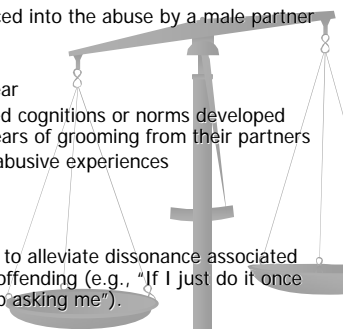 ced into the abuse by a male partner
ear
d cognitions or norms developed
ears of grooming from their partners
abusive experiences
to alleviate dissonance associated
offending (e.g., “If I just do it once
p asking me”).